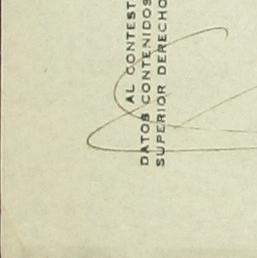 AL CONTEST
DATOS CONTENIDOS
SUPERIOR DERECHO